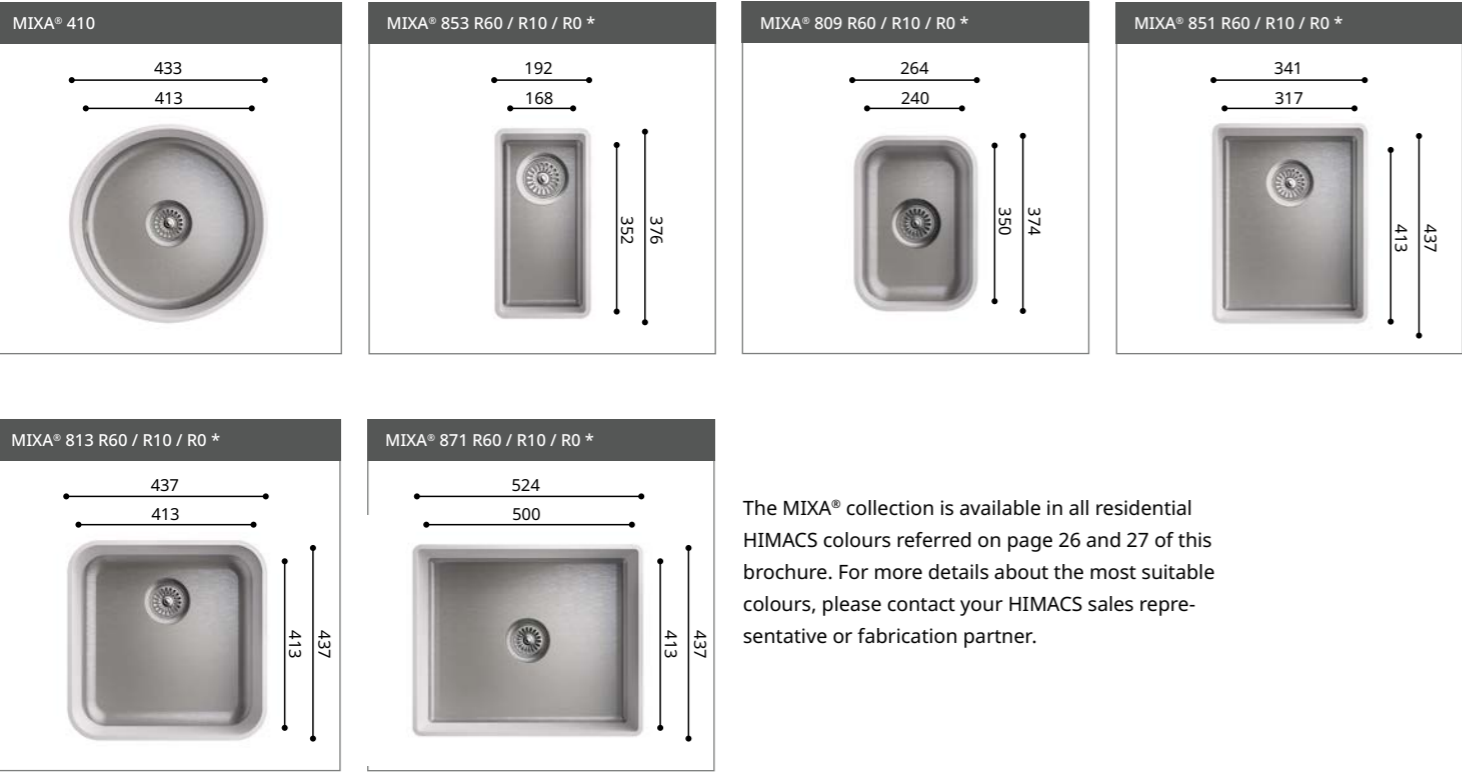 MIXA® 410
433
413
MIXA® 853 R60 / R10 / R0 *
192
168
352
376
MIXA® 809 R60 / R10 / R0 *
264
240
350
374
MIXA® 851 R60 / R10 / R0 *
341
317
413
437
MIXA® 813 R60 / R10 / R0 *
437
413
413
437
MIXA® 871 R60 / R10 / R0 *
524
500
413
437
The MIXA® collection is available in all residential
HIMACS colours referred on page 26 and 27 of this
brochure. For more details about the most suitable
colours, please contact your HIMACS sales repre-
sentative or fabrication partner.